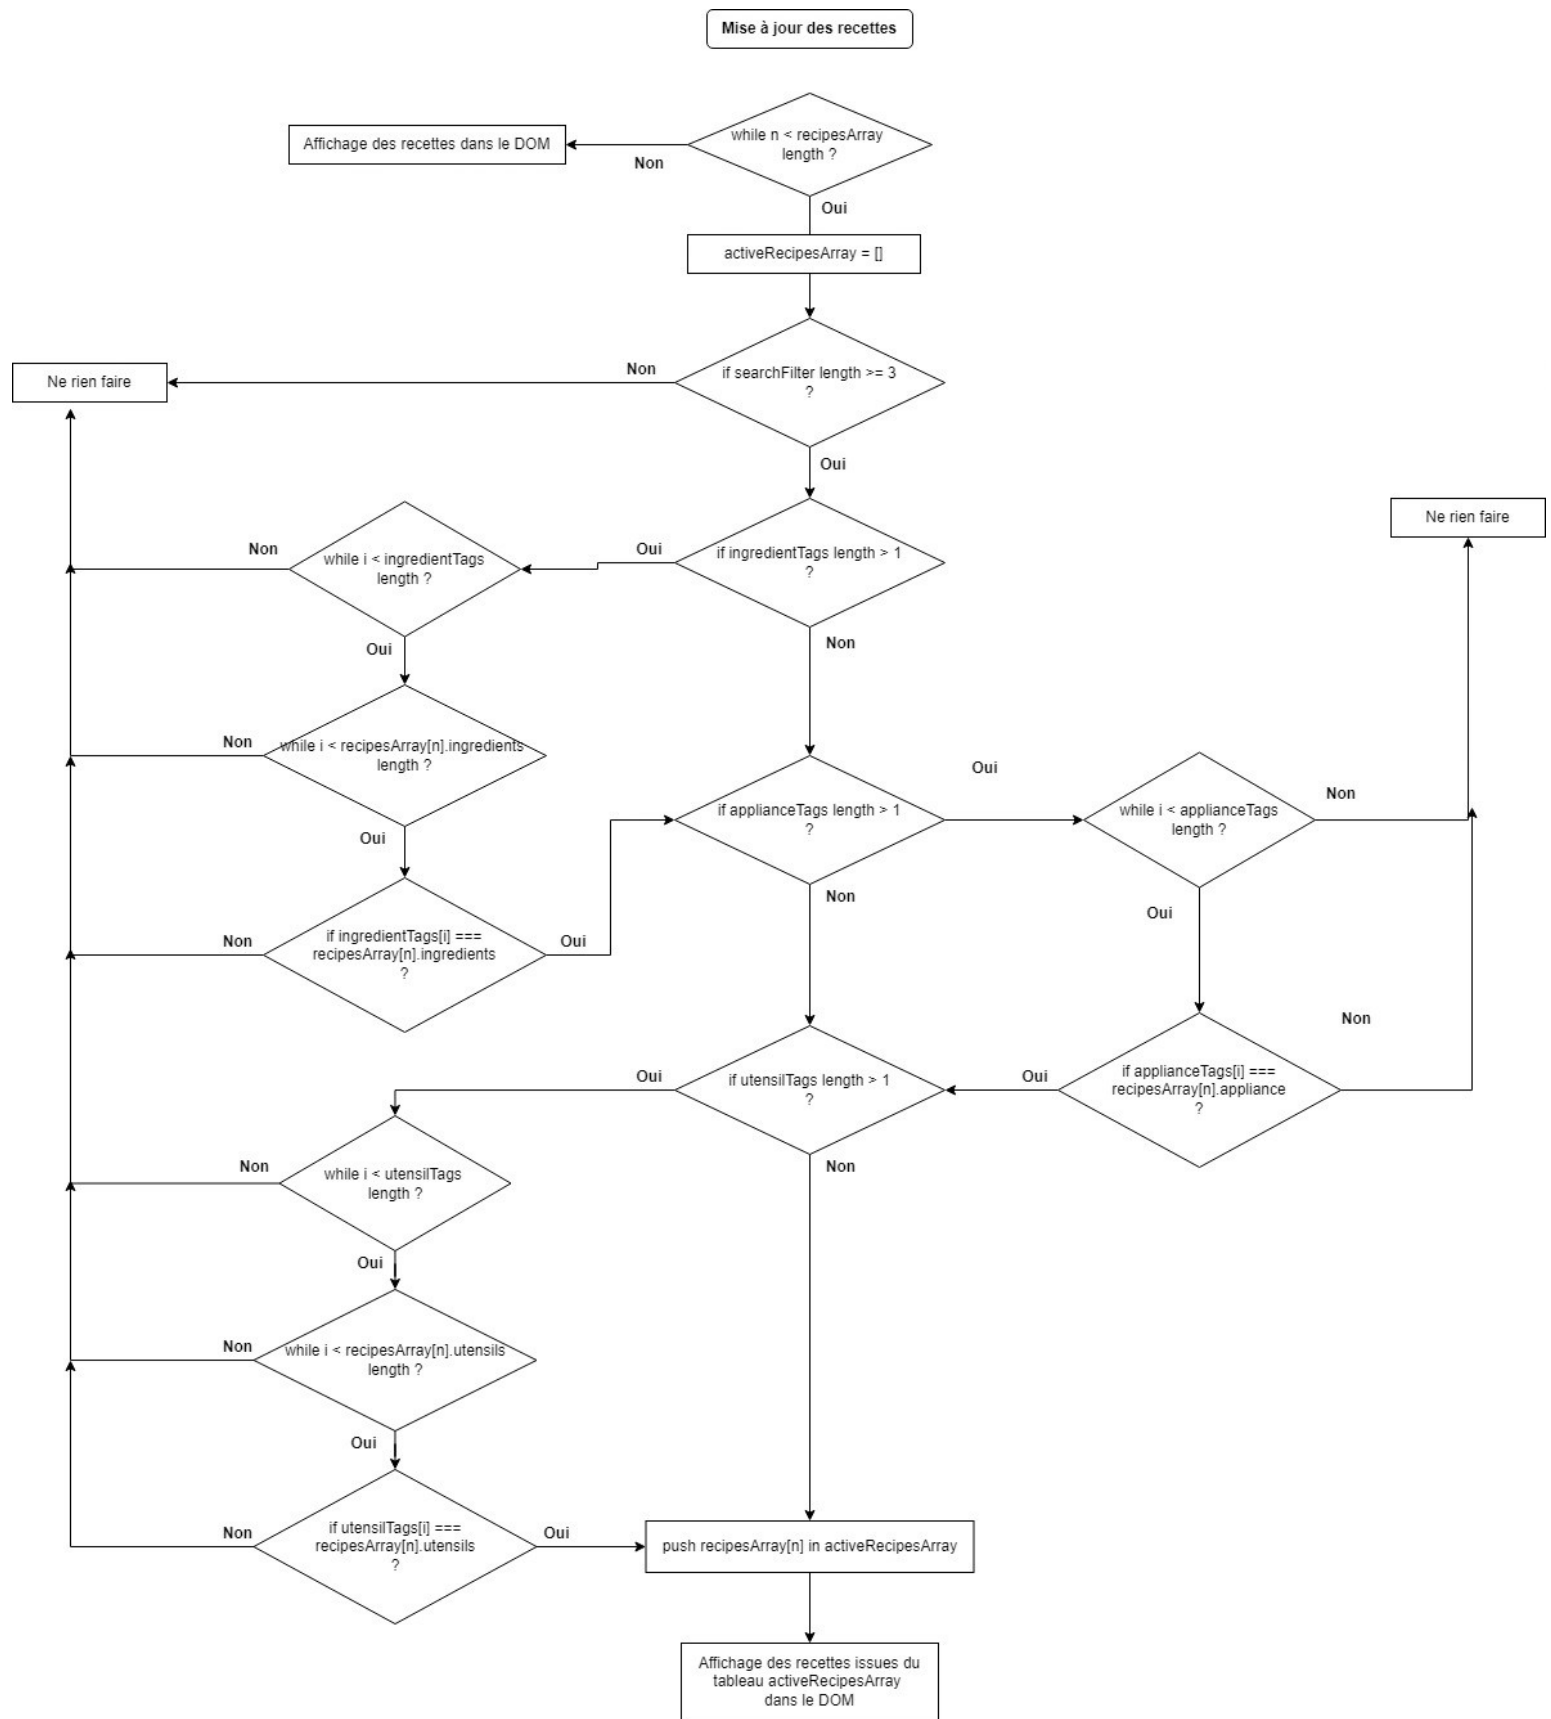 Mise à jour des recettes
while n < recipesArray
length ?
Affichage des recettes dans le DOM
Non
Oui
activeRecipesArray = []
if searchFilter length >= 3
?
Non
Ne rien faire
Oui
if ingredientTags length > 1
?
Oui
while i < ingredientTags
length ?
Non
Ne rien faire
Non
Oui
while i < recipesArray[n].ingredients
length ?
Non
Oui
if applianceTags length > 1
?
Oui
while i < applianceTags
length ?
Non
Oui
Non
if ingredientTags[i] ===
recipesArray[n].ingredients
?
Non
Oui
if utensilTags length > 1
?
Oui
Oui
if applianceTags[i] ===
recipesArray[n].appliance
?
Non
Non
while i < utensilTags
length ?
Non
Oui
while i < recipesArray[n].utensils
length ?
Non
Oui
if utensilTags[i] ===
recipesArray[n].utensils
?
Non
Oui
push recipesArray[n] in activeRecipesArray
Affichage des recettes issues du
tableau activeRecipesArray
dans le DOM